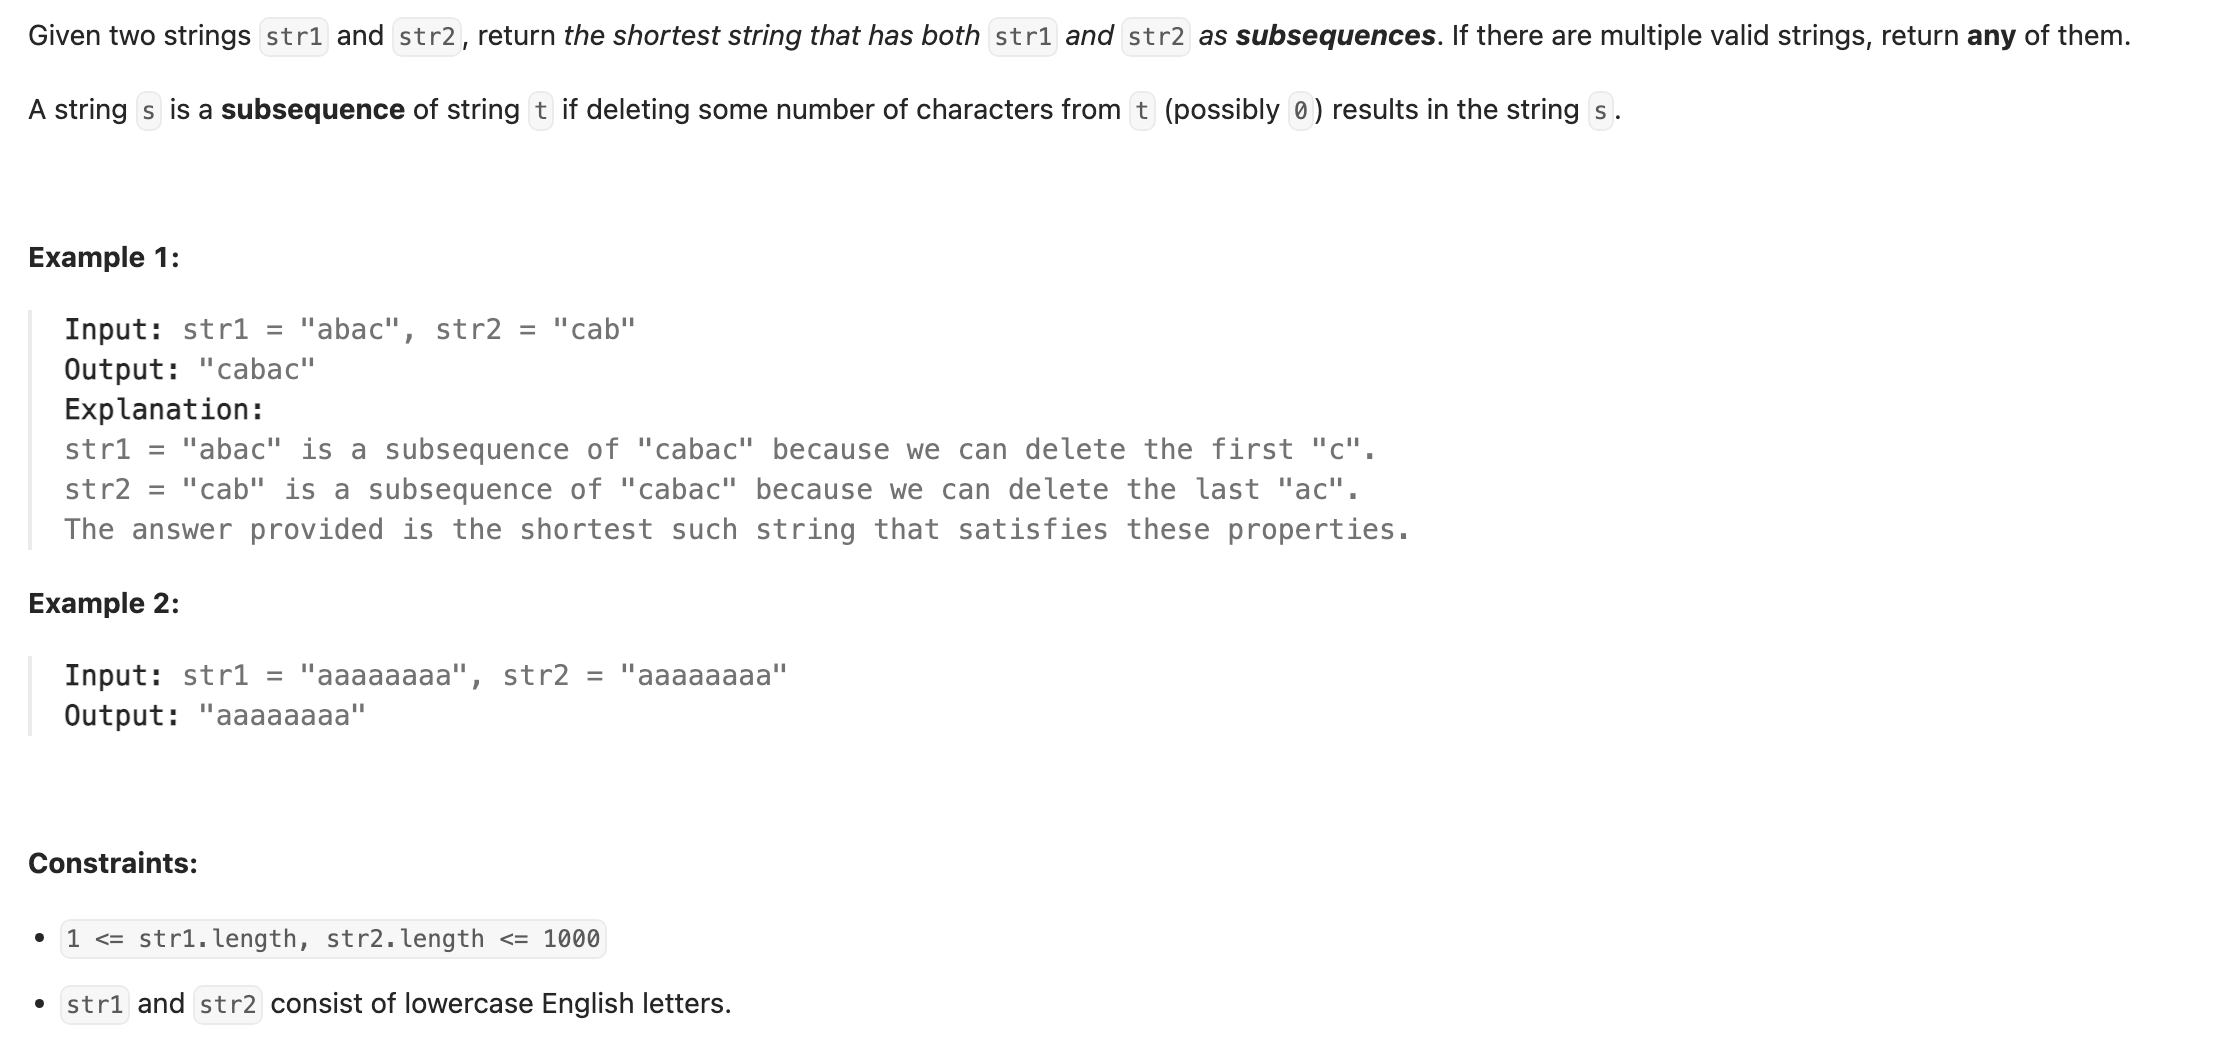 Given two strings str1 and str2, return the shortest string that has both str1 and str2 as subsequences. If there are multiple valid strings, return any of them.
A string s is a subsequence of string t if deleting some number of characters from t (possibly 0) results in the string s.
Example 1:
Input: str1 = "abac", str2 = "cab"
Output: "cabac"
Explanation:
str1 = "abac" is a subsequence of "cabac" because we can delete the first "c".
str2 = "cab" is a subsequence of "cabac" because we can delete the last "ac".
The answer provided is the shortest such string that satisfies these properties.
Example 2:
Input: str1 = "aaaaaaaa", str2 = "aaaaaaaa"
Output: "aaaaaaaa"
Constraints:
• 1 <= str1.length, str2.length <= 1000
• str1 and str2 consist of lowercase English letters.